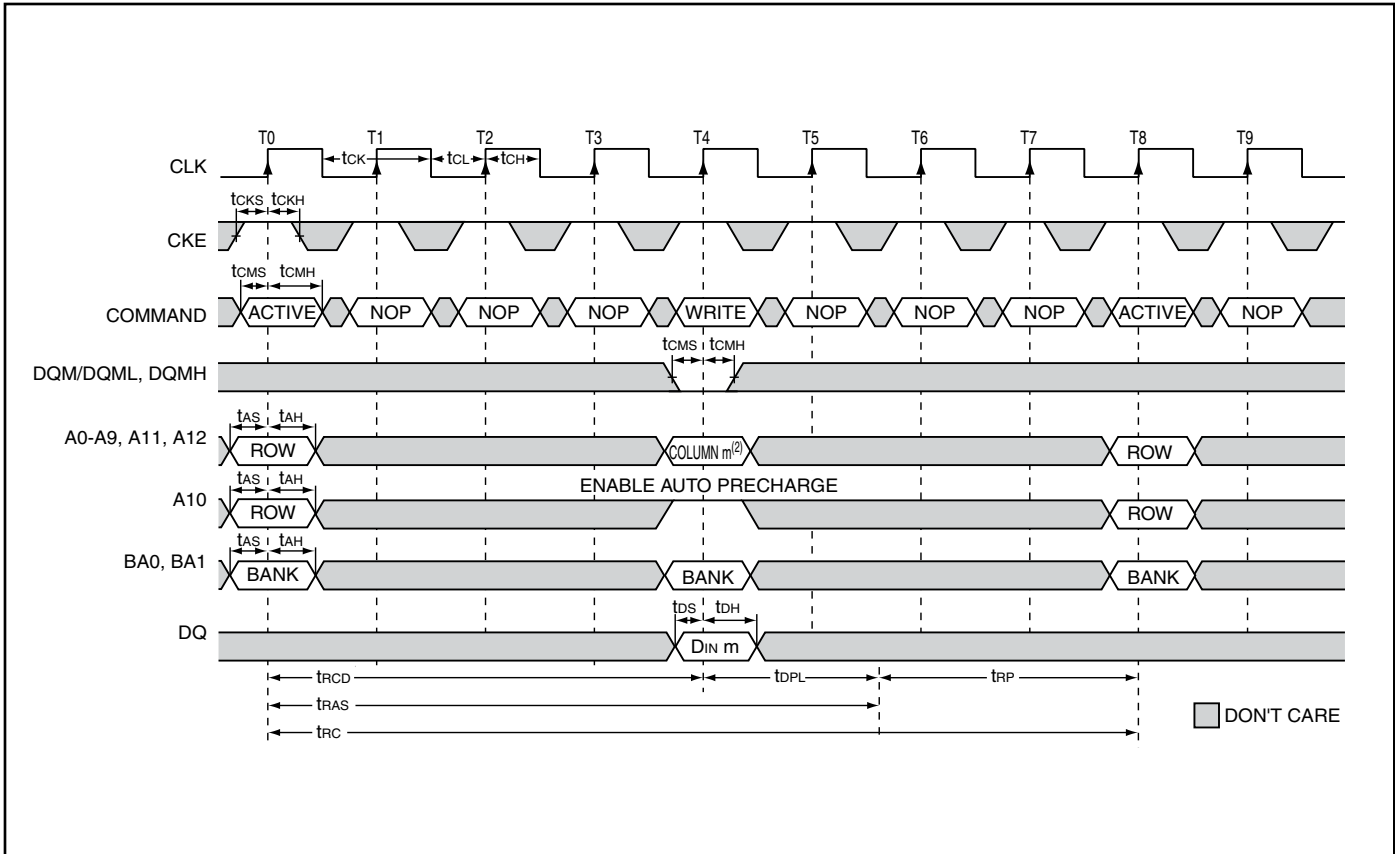 T0 T1 T2 T3 T4 T5 T6 T7 T8 T9
CLK tCK tCL tCH
tCKS tCKH
CKE
tCMS tCMH
COMMAND ACTIVE NOP NOP NOP WRITE NOP NOP NOP ACTIVE NOP
tCMS tCMH
DQM/DQML, DQMH
tAS tAH
A0-A9, A11, A12 ROW COLUMN m(2) ROW
tAS tAH ENABLE AUTO PRECHARGE
A10 ROW ROW
tAS tAH
BA0, BA1 BANK BANK BANK
tDS tDH
DQ DIN m
tRCD tDPL tRP
tRAS
DON'T CARE
tRC